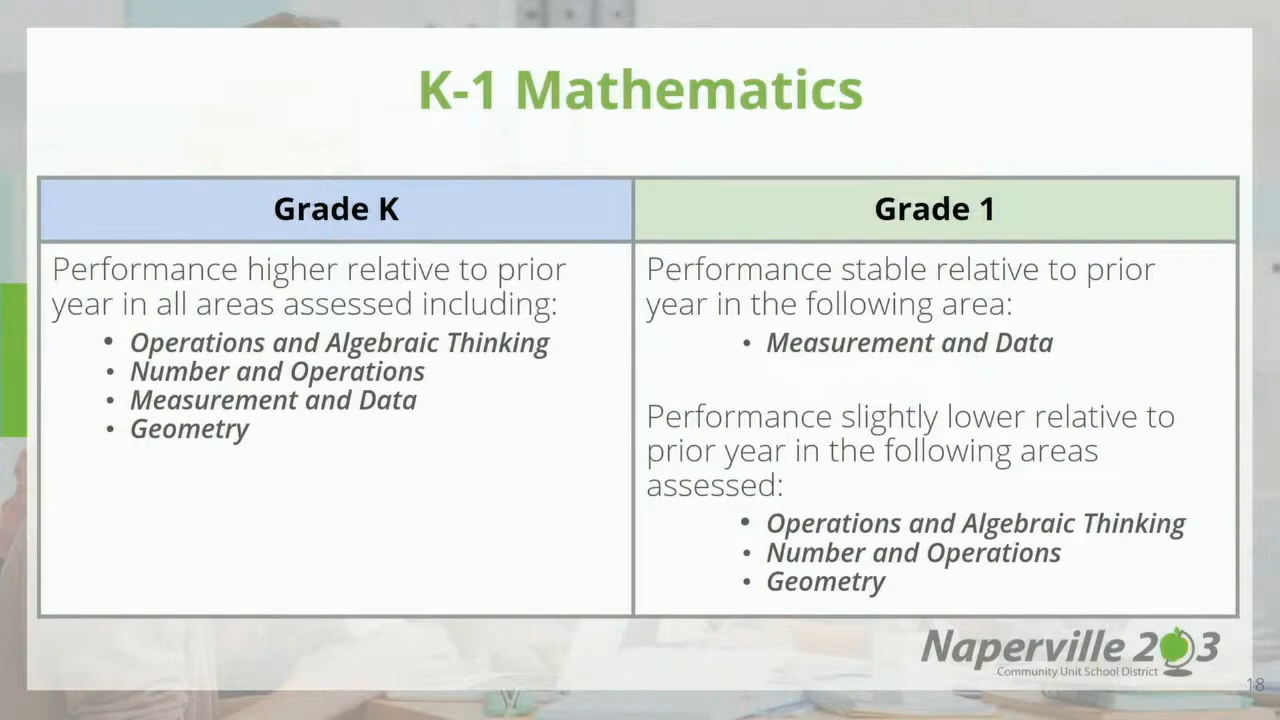 K-1 Mathematics
Grade K
Performance higher relative to prior
year in all areas assessed including:
• Operations and Algebraic Thinking
• Number and Operations
• Measurement and Data
• Geometry
Grade 1
Performance stable relative to prior
year in the following area:
• Measurement and Data
Performance slightly lower relative to
prior year in the following areas
assessed:
• Operations and Algebraic Thinking
• Number and Operations
• Geometry
Naperville 203
Community Unit School District
18